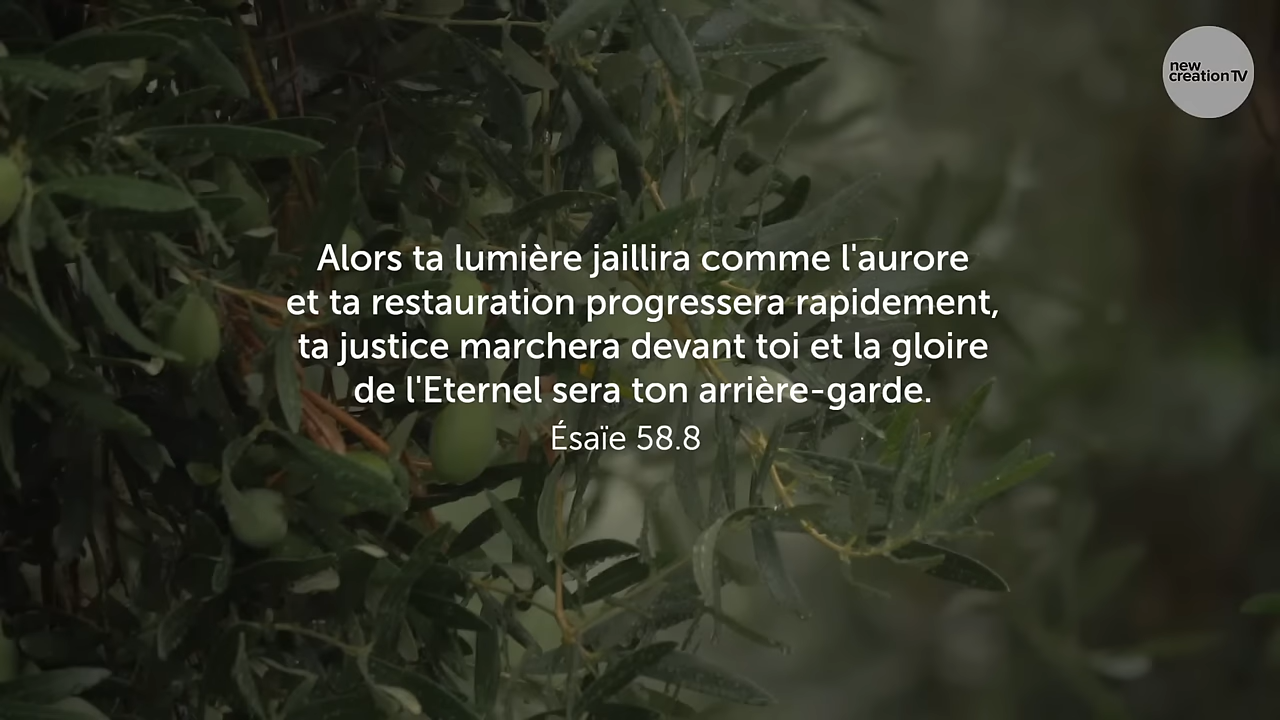 new
creation TV
Alors ta lumière jaillira comme l'aurore
et ta restauration progressera rapidement,
ta justice marchera devant toi et la gloire
de l'Eternel sera ton arrière-garde.
Ésaïe 58.8